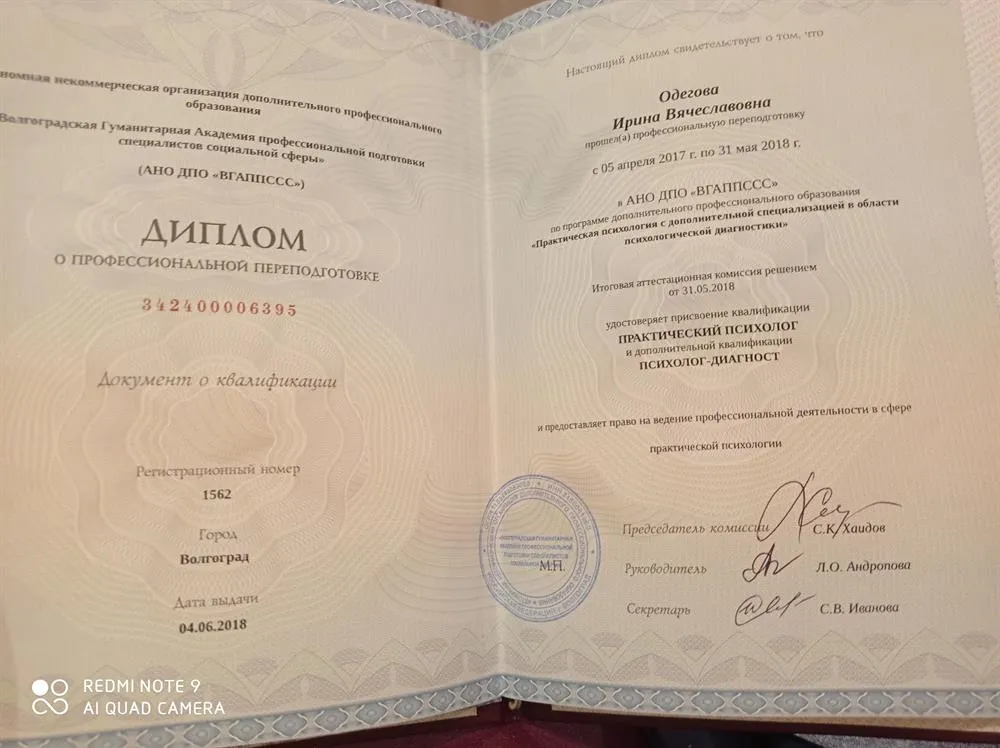 номная некоммерческая организация дополнительного профессионального
образования
Волгоградская Гуманитарная Академия профессиональной подготовки
специалистов социальной сферы»
(АНО ДПО «ВГАППССС»)
ДИПЛОМ
О ПРОФЕССИОНАЛЬНОЙ ПЕРЕПОДГОТОВКЕ
342400006395
Документ о квалификации
Регистрационный номер
1562
Город
Волгоград
Дата выдачи
04.06.2018
REDMI NOTE 9
AI QUAD CAMERA
Настоящий диплом свидетельствует о том, что
Одегова
Ирина Вячеславовна
прошел(а) профессиональную переподготовку
с 05 апреля 2017 г. по 31 мая 2018 г.
в АНО ДПО «ВГАППССС»
по программе дополнительного профессионального образования
«Практическая психология с дополнительной специализацией в области
психологической диагностики»
Итоговая аттестационная комиссия решением
от 31.05.2018
удостоверяет присвоение квалификации
ПРАКТИЧЕСКИЙ ПСИХОЛОГ
и дополнительной квалификации
ПСИХОЛОГ-ДИАГНОСТ
и предоставляет право на ведение профессиональной деятельности в сфере
практической психологии
Председатель комиссии С.К. Хаидов
Руководитель Л.О. Андропова
Секретарь С.В. Иванова
М.П.